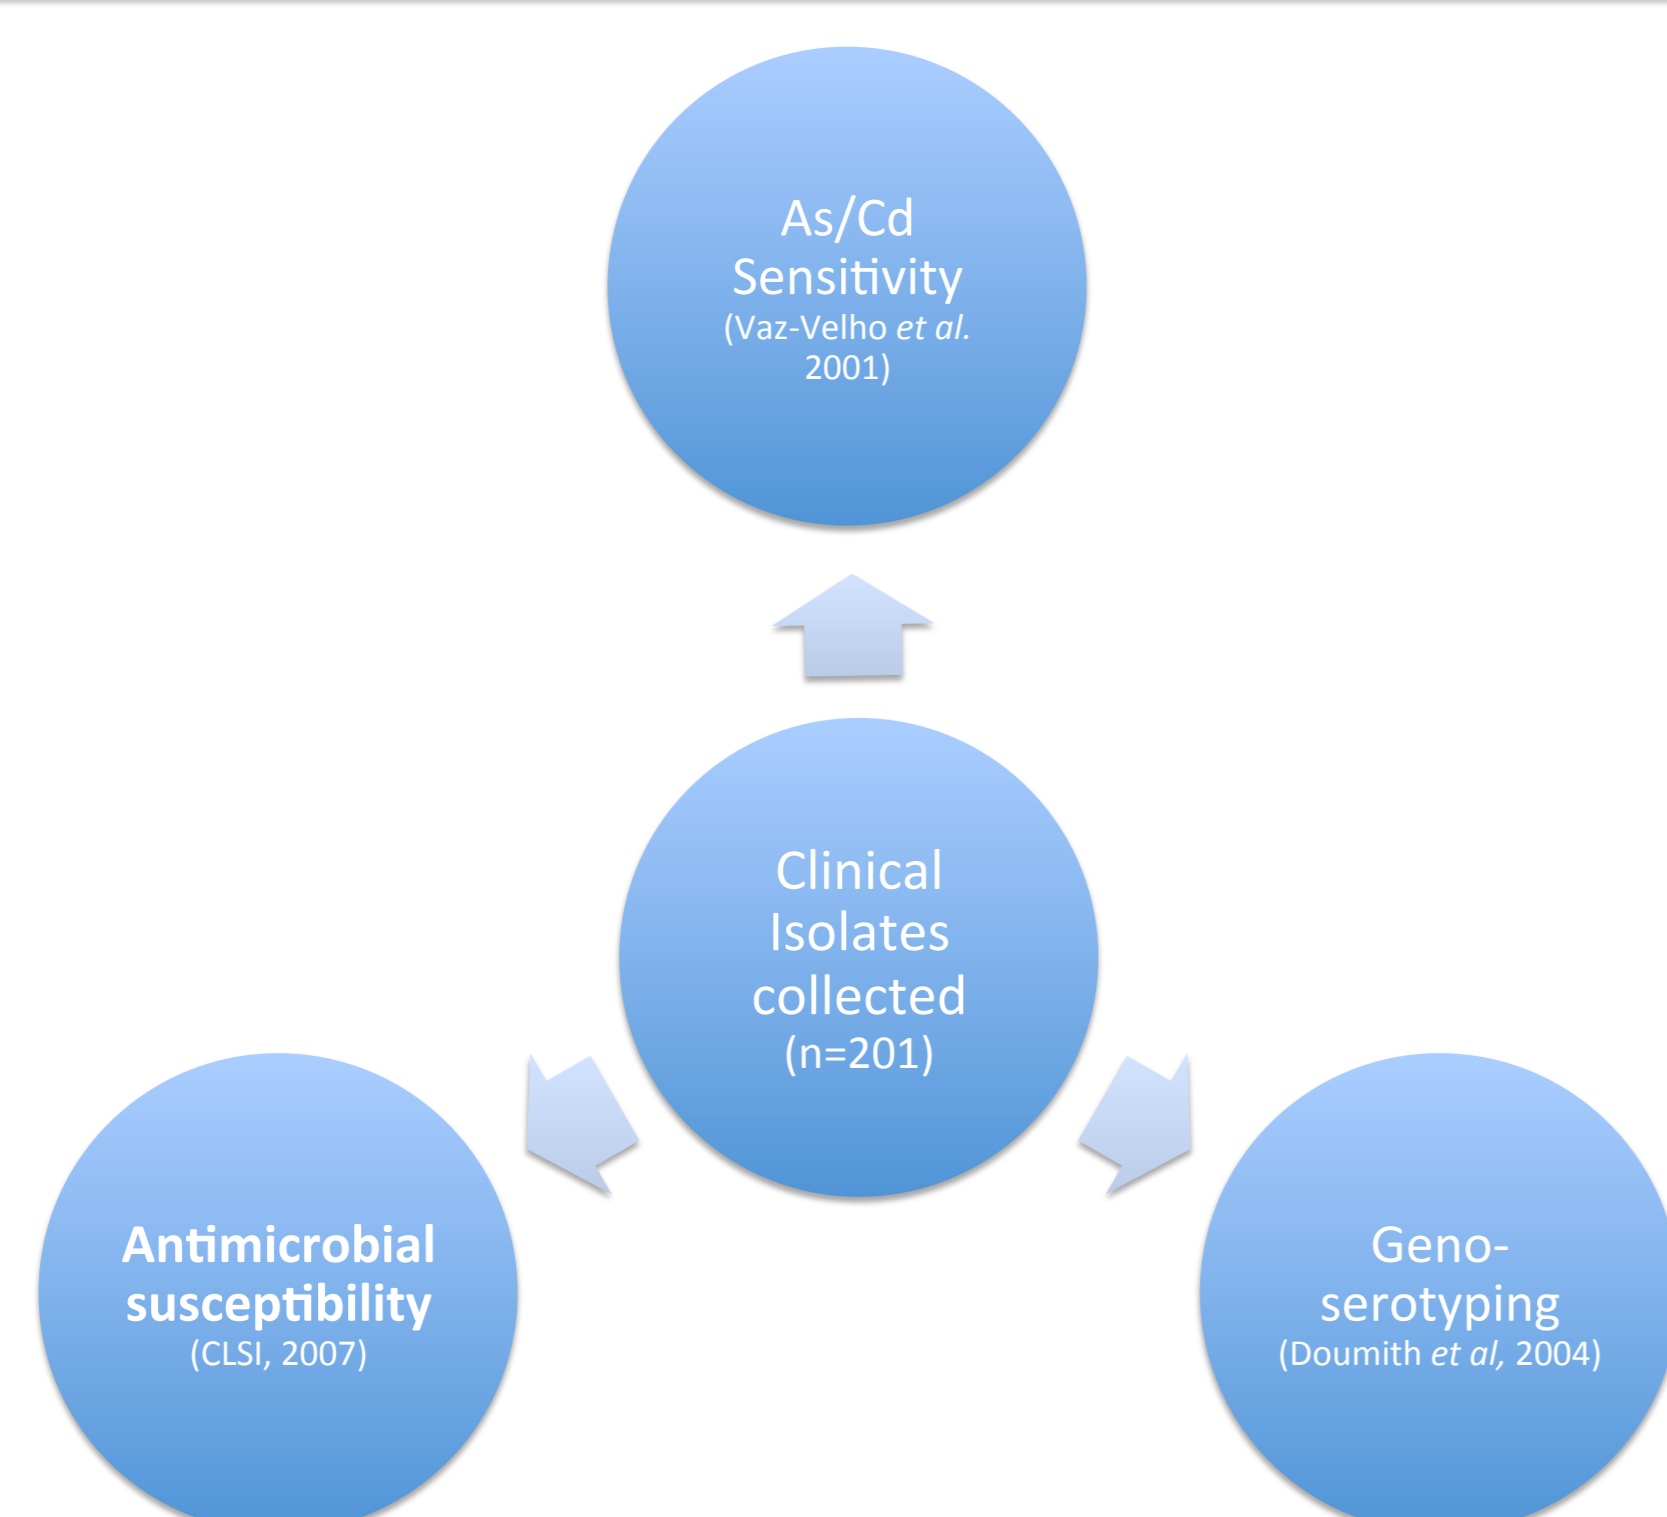 As/Cd
Sensitivity
(Vaz-Velho et al.
2001)
Clinical
Isolates
collected
(n=201)
Antimicrobial
susceptibility
(CLSI, 2007)
Geno-
serotyping
(Doumith et al, 2004)